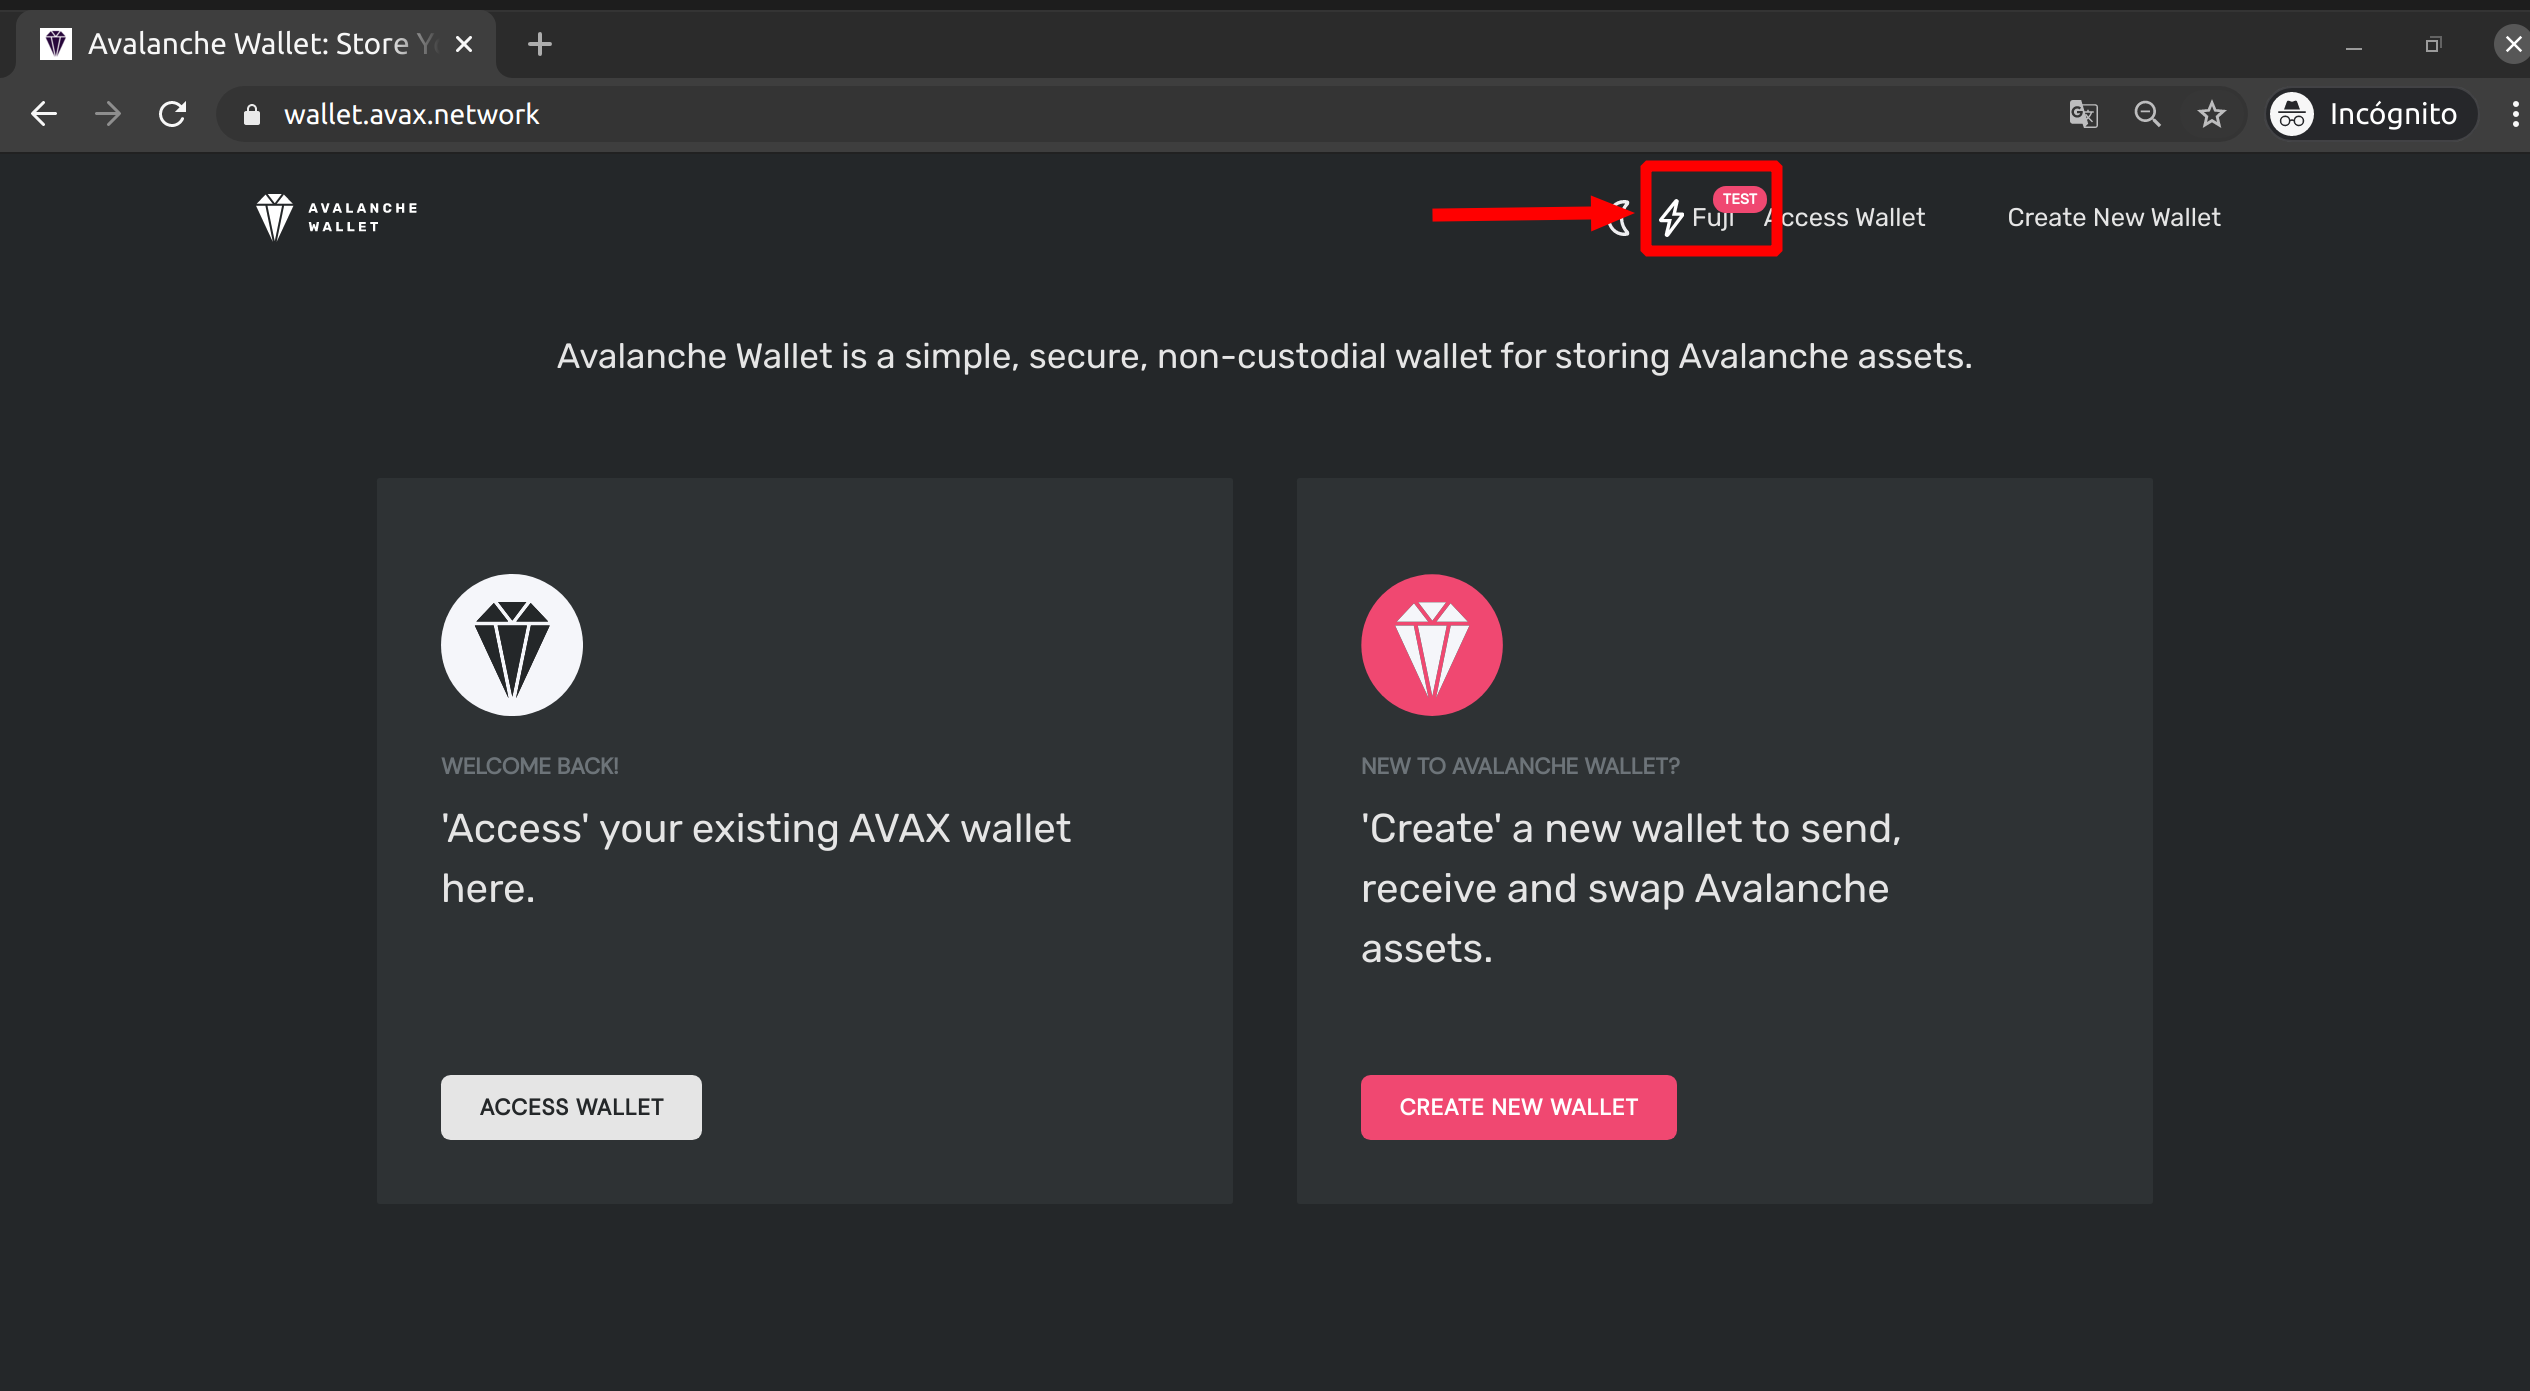 Avalanche Wallet: Store Yo
wallet.avax.network
Incógnito
AVALANCHE
WALLET
TEST
Fuji
Access Wallet
Create New Wallet
Avalanche Wallet is a simple, secure, non-custodial wallet for storing Avalanche assets.
WELCOME BACK!
'Access' your existing AVAX wallet
here.
ACCESS WALLET
NEW TO AVALANCHE WALLET?
'Create' a new wallet to send,
receive and swap Avalanche
assets.
CREATE NEW WALLET